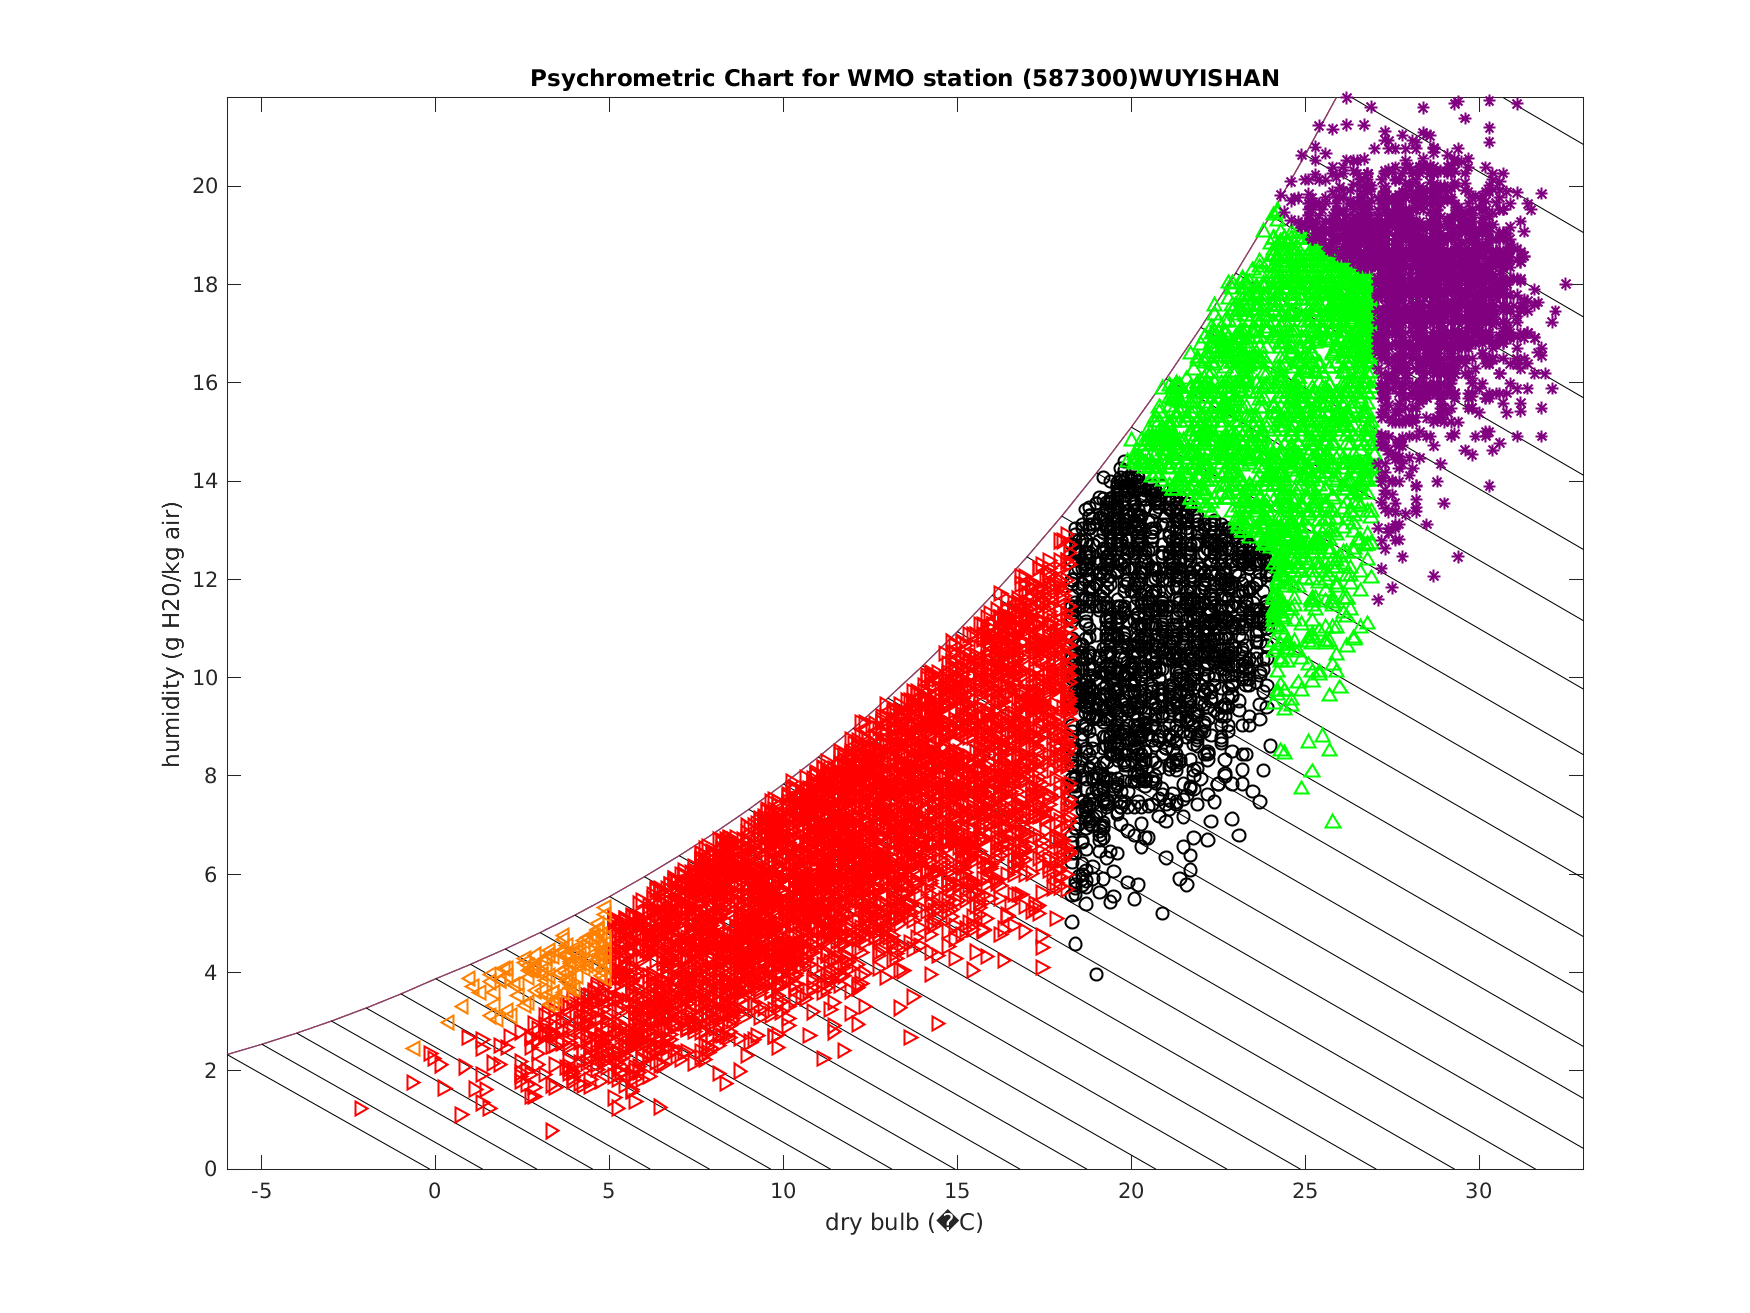 Psychrometric Chart for WMO station (587300)WUYISHAN
20
18
16
14
12
10
8
6
4
2
0
humidity (g H20/kg air)
-5 0 5 10 15 20 25 30
dry bulb (�C)